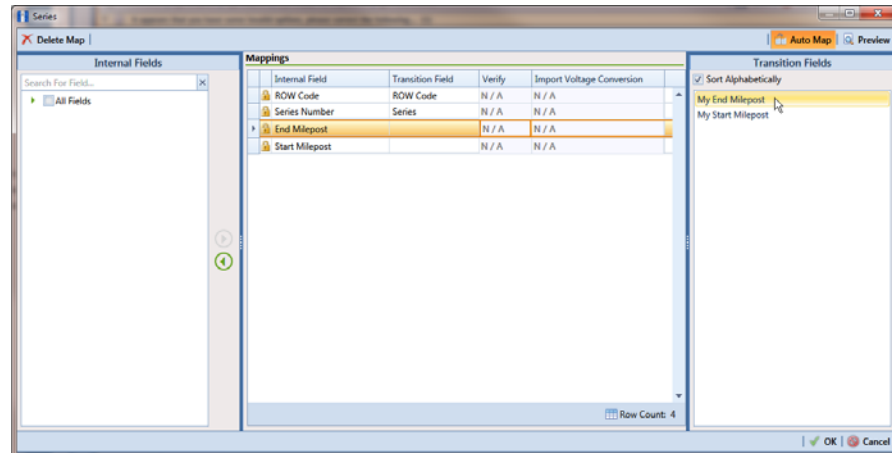 Series
Delete Map
Auto Map
Preview
Internal Fields
Search For Field...
All Fields
Mappings
Internal Field Transition Field Verify Import Voltage Conversion
ROW Code ROW Code N / A N / A
Series Number Series N / A N / A
End Milepost N / A N / A
Start Milepost N / A N / A
Row Count: 4
Transition Fields
Sort Alphabetically
My End Milepost
My Start Milepost
OK
Cancel